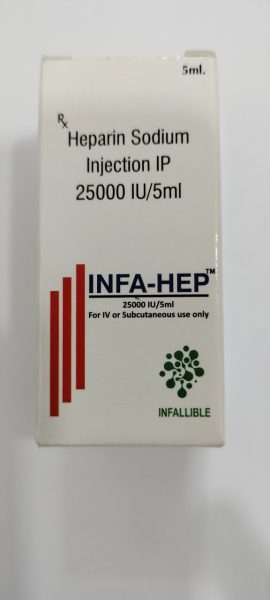 5ml.
Rx
Heparin Sodium
Injection IP
25000 IU/5ml
INFA-HEP™
25000 IU/5ml
For IV or Subcutaneous use only
INFALLIBLE